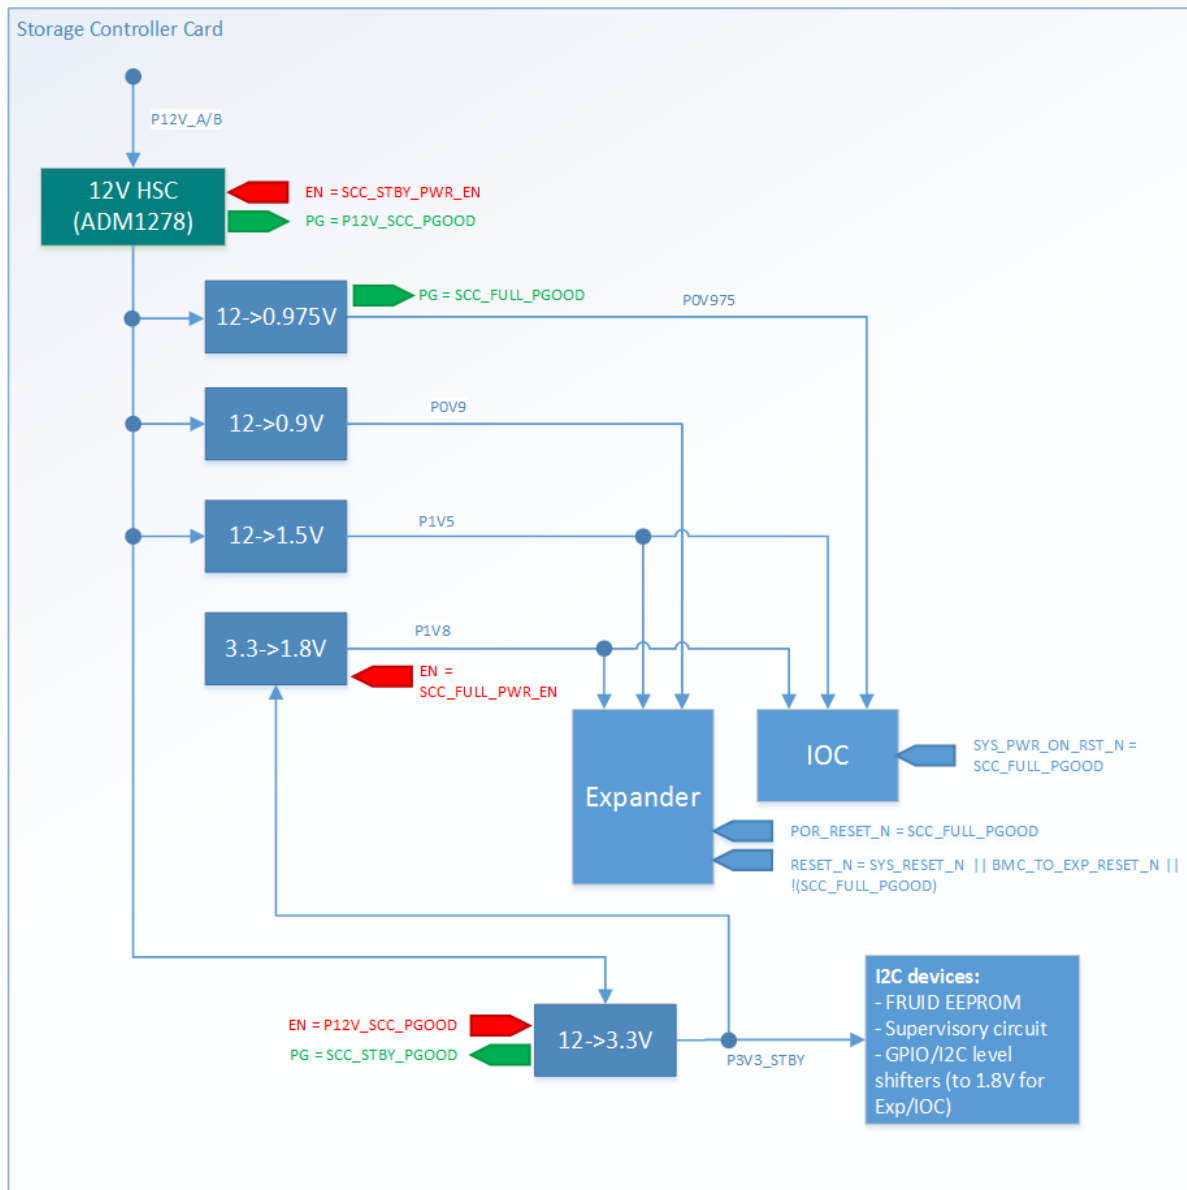 Storage Controller Card
P12V_A/B
12V HSC
(ADM1278)
EN = SCC_STBY_PWR_EN
PG = P12V_SCC_PGOOD
PG = SCC_FULL_PGOOD
P0V975
12->0.975V
P0V9
12->0.9V
P1V5
12->1.5V
P1V8
3.3->1.8V
EN =
SCC_FULL_PWR_EN
IOC
SYS_PWR_ON_RST_N =
SCC_FULL_PGOOD
Expander
POR_RESET_N = SCC_FULL_PGOOD
RESET_N = SYS_RESET_N || BMC_TO_EXP_RESET_N ||
!(SCC_FULL_PGOOD)
I2C devices:
- FRUID EEPROM
- Supervisory circuit
- GPIO/I2C level
shifters (to 1.8V for
Exp/IOC)
EN = P12V_SCC_PGOOD
PG = SCC_STBY_PGOOD
12->3.3V
P3V3_STBY